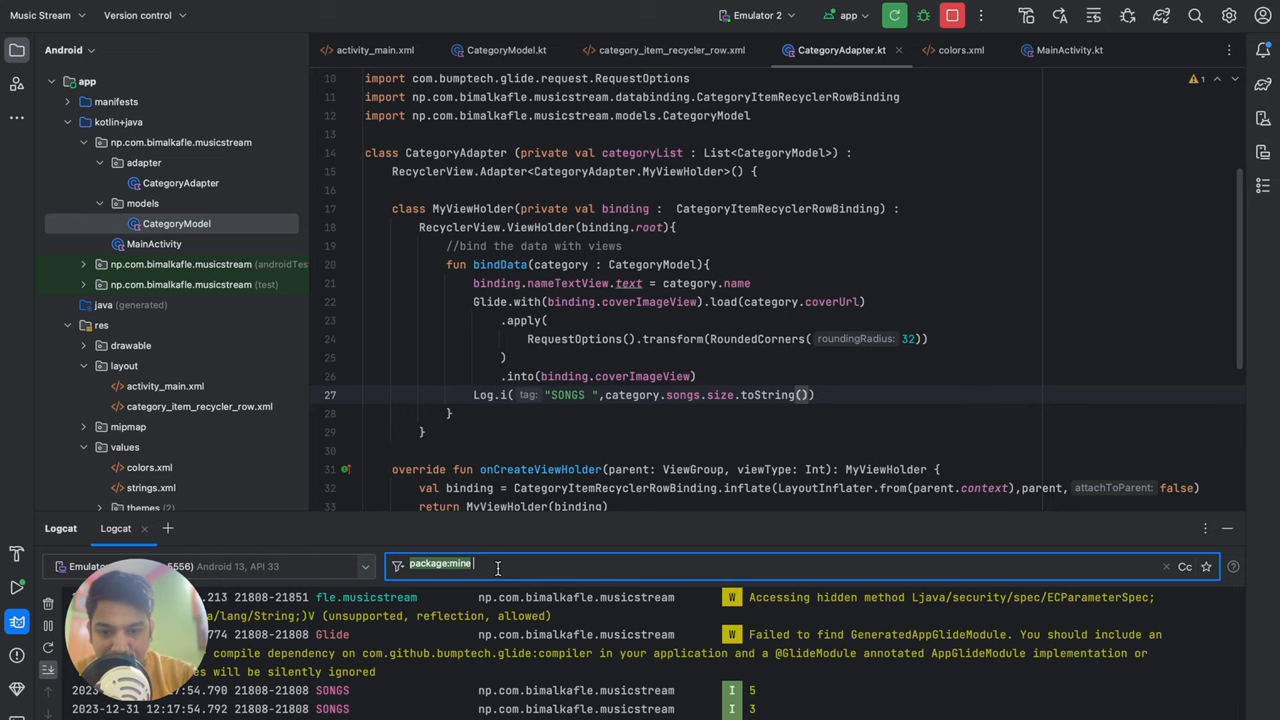 Music Stream
Version control
Emulator 2
app
Android
activity_main.xml
CategoryModel.kt
category_item_recycler_row.xml
CategoryAdapter.kt
colors.xml
MainActivity.kt
app
manifests
kotlin+java
np.com.bimalkafle.musicstream
adapter
CategoryAdapter
models
CategoryModel
MainActivity
np.com.bimalkafle.musicstream (androidTes
np.com.bimalkafle.musicstream (test)
java (generated)
res
drawable
layout
activity_main.xml
category_item_recycler_row.xml
mipmap
values
colors.xml
strings.xml
themes (2)
1
10 import com.bumptech.glide.request.RequestOptions
11 import np.com.bimalkafle.musicstream.databinding.CategoryItemRecyclerRowBinding
12 import np.com.bimalkafle.musicstream.models.CategoryModel
13
14 class CategoryAdapter (private val categoryList : List<CategoryModel>) :
15 RecyclerView.Adapter<CategoryAdapter.MyViewHolder>() {
16
17 class MyViewHolder(private val binding : CategoryItemRecyclerRowBinding) :
18 RecyclerView.ViewHolder(binding.root){
19 //bind the data with views
20 fun bindData(category : CategoryModel){
21 binding.nameTextView.text = category.name
22 Glide.with(binding.coverImageView).load(category.coverUrl)
23 .apply(
24 RequestOptions().transform(RoundedCorners( roundingRadius: 32))
25 )
26 .into(binding.coverImageView)
27 Log.i( tag: "SONGS ",category.songs.size.toString())
28 }
29 }
30
31 override fun onCreateViewHolder(parent: ViewGroup, viewType: Int): MyViewHolder {
32 val binding = CategoryItemRecyclerRowBinding.inflate(LayoutInflater.from(parent.context),parent, attachToParent: false)
33 return MyViewHolder(binding)
Logcat
Logcat
Emulator
5556) Android 13, API 33
package:mine
Cc
.213 21808-21851 fle.musicstream np.com.bimalkafle.musicstream W Accessing hidden method Ljava/security/spec/ECParameterSpec;
a/lang/String;)V (unsupported, reflection, allowed)
774 21808-21808 Glide np.com.bimalkafle.musicstream W Failed to find GeneratedAppGlideModule. You should include an
compile dependency on com.github.bumptech.glide:compiler in your application and a @GlideModule annotated AppGlideModule implementation or
es will be silently ignored
2023-12-31 12:17:54.790 21808-21808 SONGS np.com.bimalkafle.musicstream I 5
2023-12-31 12:17:54.792 21808-21808 SONGS np.com.bimalkafle.musicstream I 3